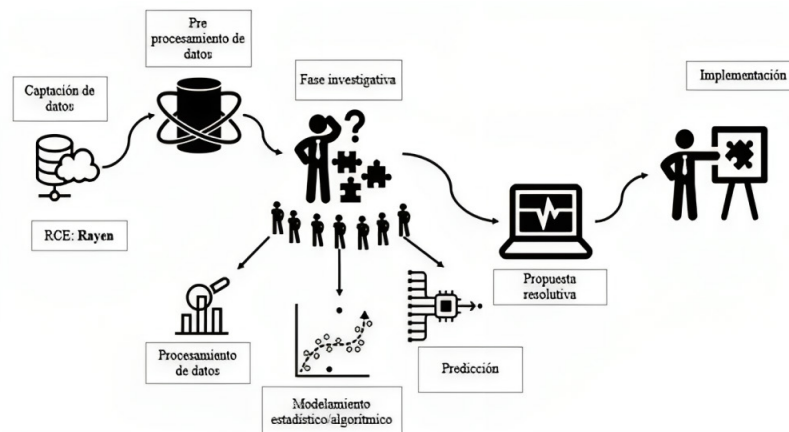 Pre
procesamiento de
datos
Captación de
datos
Fase investigativa
Implementación
?
RCE: Rayen
Propuesta
resolutiva
Procesamiento
de datos
Predicción
Modelamiento
estadístico/algorítmico